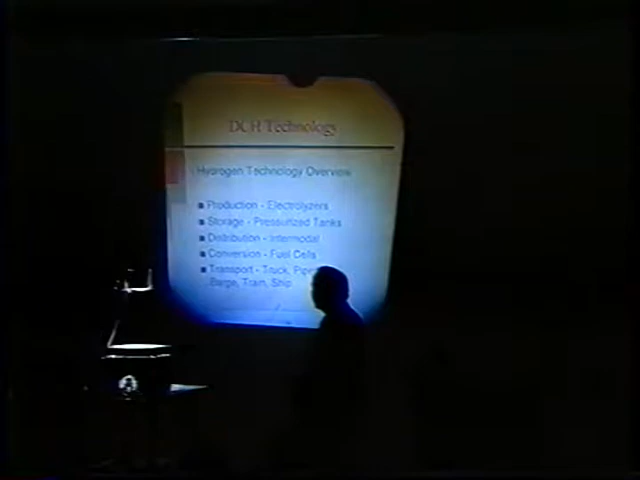 DCH Technology
Hydrogen Technology Overview
■ Production - Electrolyzers
■ Storage - Pressurized Tanks
■ Distribution - Intermodal
■ Conversion - Fuel Cells
■ Transport - Truck,
Barge, Train, Ship